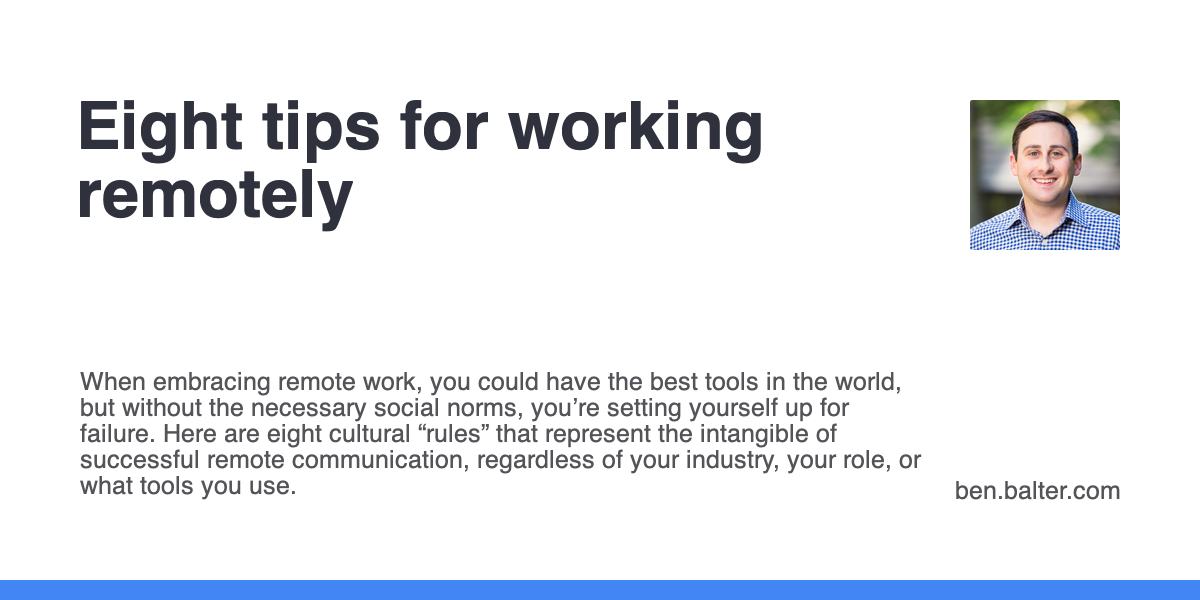 Eight tips for working
remotely
When embracing remote work, you could have the best tools in the world,
but without the necessary social norms, you’re setting yourself up for
failure. Here are eight cultural “rules” that represent the intangible of
successful remote communication, regardless of your industry, your role, or
what tools you use.
ben.balter.com